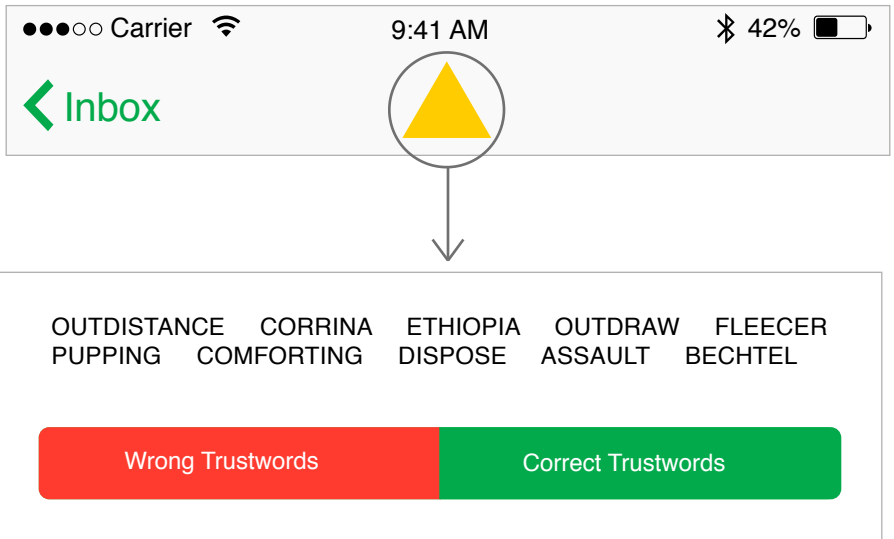 ●●●○○ Carrier 9:41 AM 42%
Inbox
OUTDISTANCE CORRINA ETHIOPIA OUTDRAW FLEECER
PUPPING COMFORTING DISPOSE ASSAULT BECHTEL
Wrong Trustwords Correct Trustwords